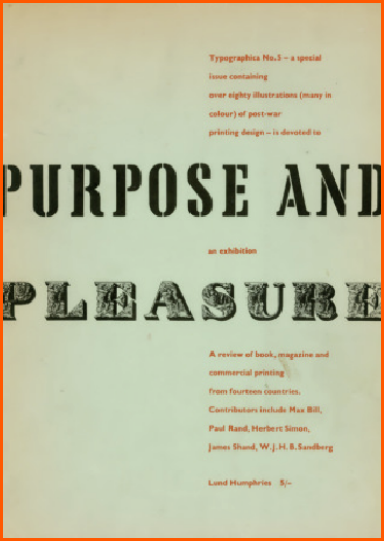 Typographica No.5 – a special
issue containing
over eighty illustrations (many in
colour) of post-war
printing design – is devoted to
PURPOSE AND
an exhibition
PLEASURE
A review of book, magazine and
commercial printing
from fourteen countries.
Contributors include Max Bill,
Paul Rand, Herbert Simon,
James Shand, W.J.H.B.Sandberg
Lund Humphries 5/–